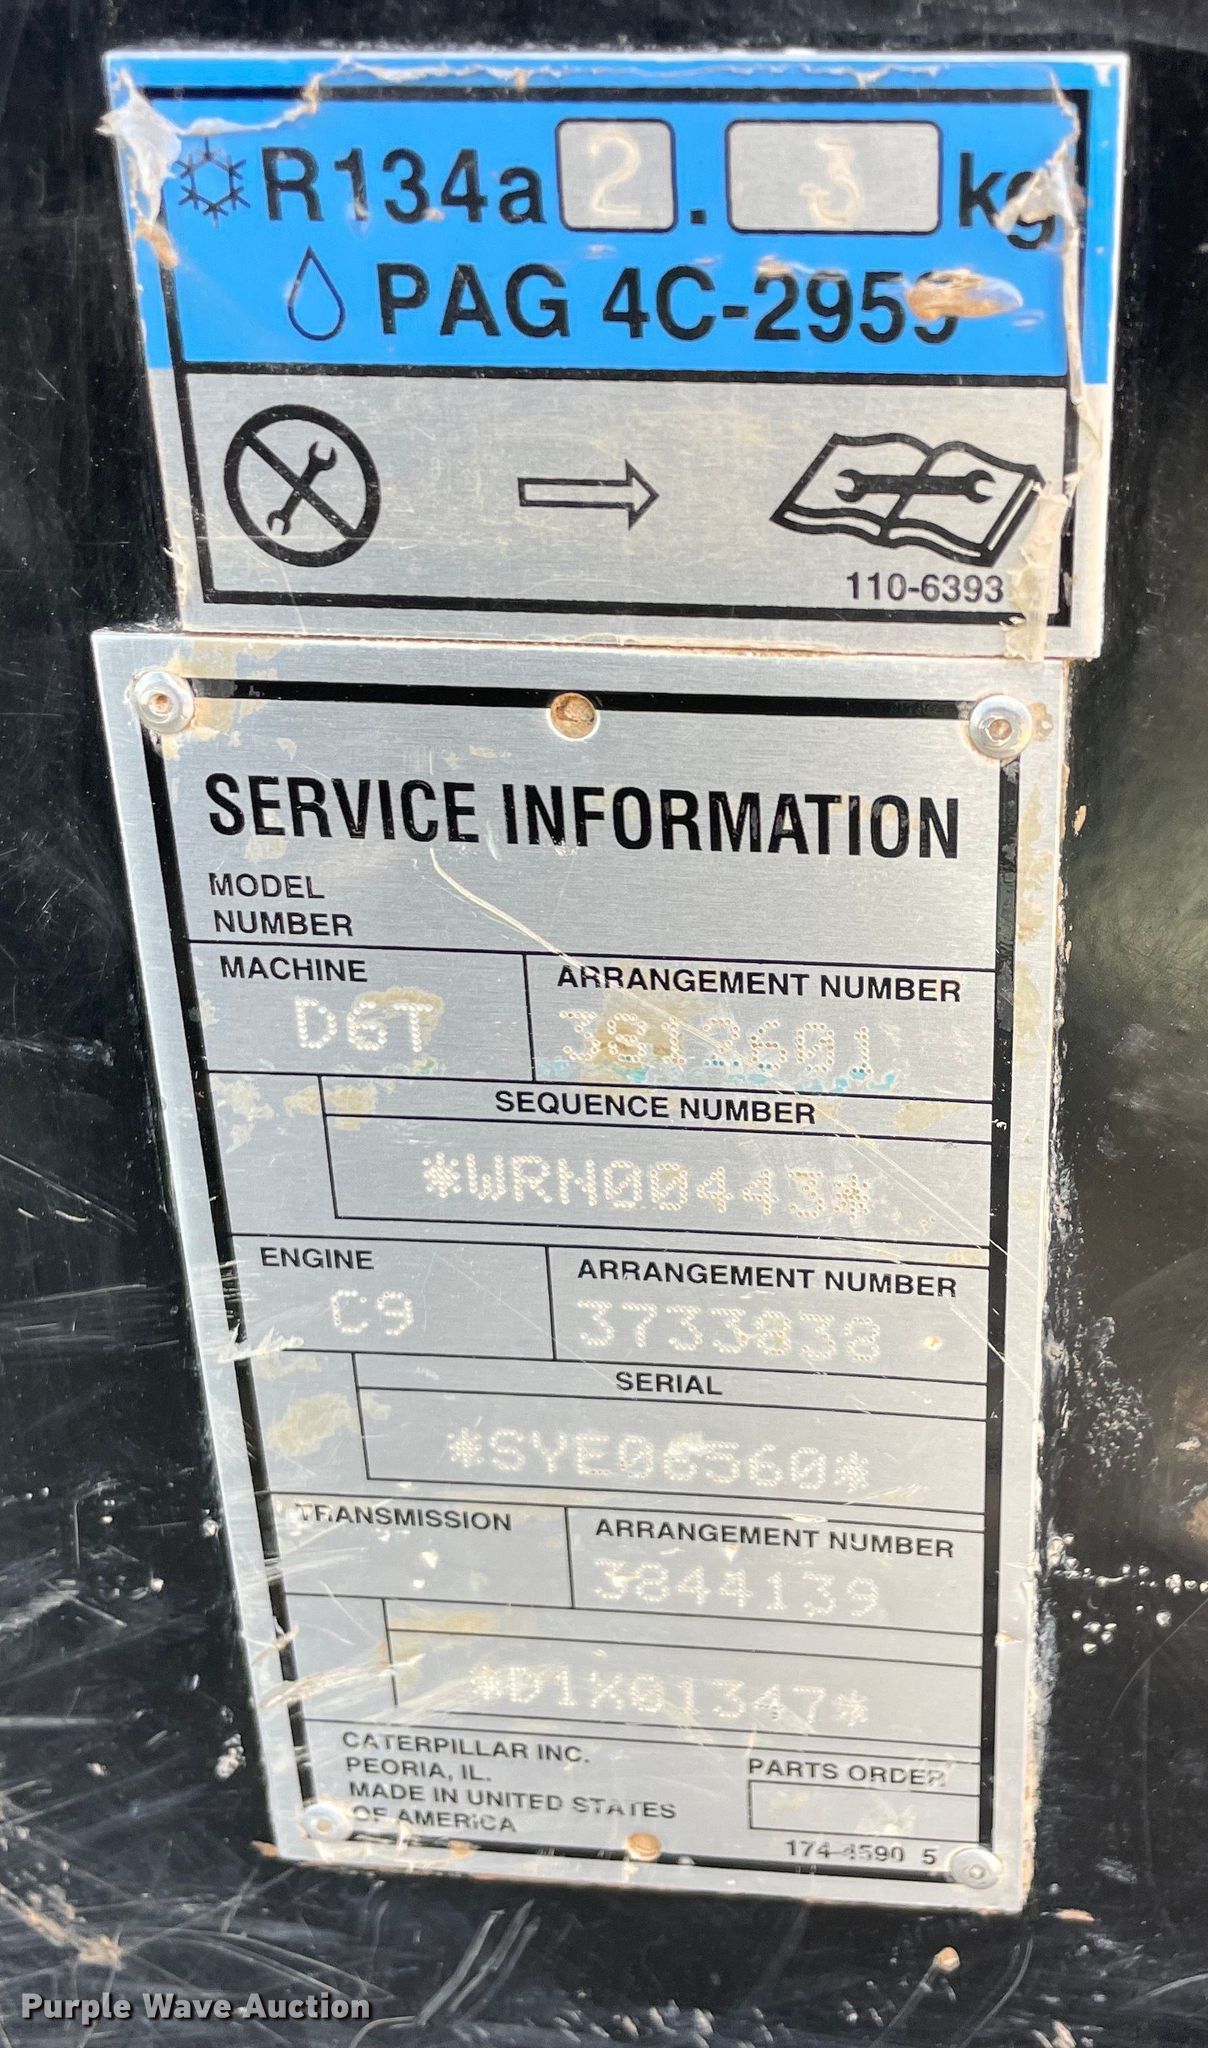 R134a 2.3 kg
PAG 4C-2959
110-6393
SERVICE INFORMATION
MODEL
NUMBER
MACHINE ARRANGEMENT NUMBER
D6T
SEQUENCE NUMBER
*WRN00443*
ENGINE ARRANGEMENT NUMBER
C9 3733838
SERIAL
*SYE06560*
TRANSMISSION ARRANGEMENT NUMBER
3844139
*D1X01347*
CATERPILLAR INC.
PEORIA, IL.
MADE IN UNITED STATES
OF AMERICA
PARTS ORDER
174-4590 5
Purple Wave Auction